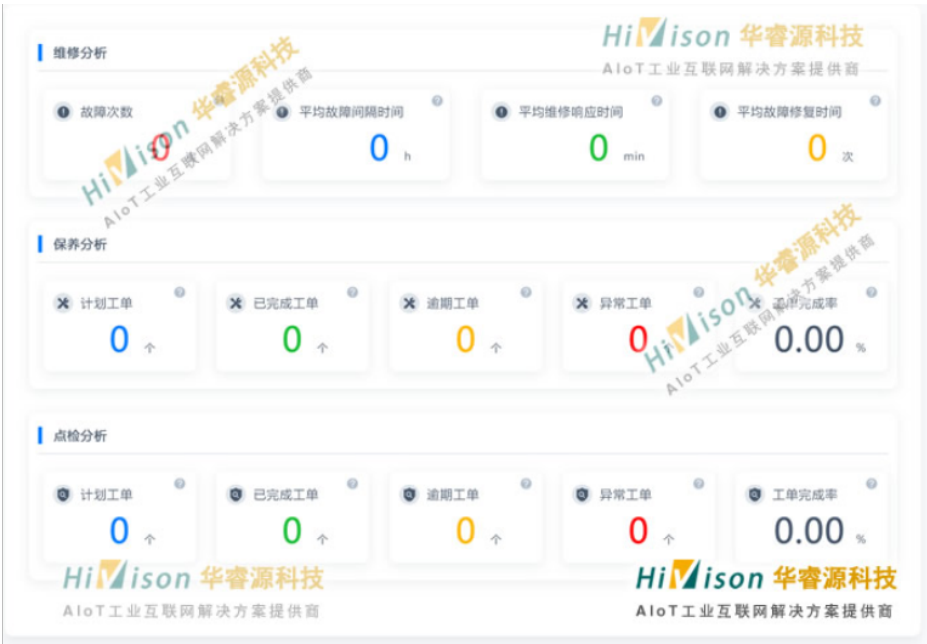 HiVison 华睿源科技
AIoT工业互联网解决方案提供商
维修分析
故障次数
平均故障间隔时间
平均维修响应时间
平均故障修复时间
0
0 h
0 min
0 次
HiVison 华睿源科技
AIoT工业互联网解决方案提供商
保养分析
计划工单
已完成工单
逾期工单
异常工单
工单完成率
0 个
0 个
0 个
0 个
0.00 %
HiVison 华睿源科技
AIoT工业互联网解决方案提供商
点检分析
计划工单
已完成工单
逾期工单
异常工单
工单完成率
0 个
0 个
0 个
0 个
0.00 %
HiVison 华睿源科技
AIoT工业互联网解决方案提供商
HiVison 华睿源科技
AIoT工业互联网解决方案提供商